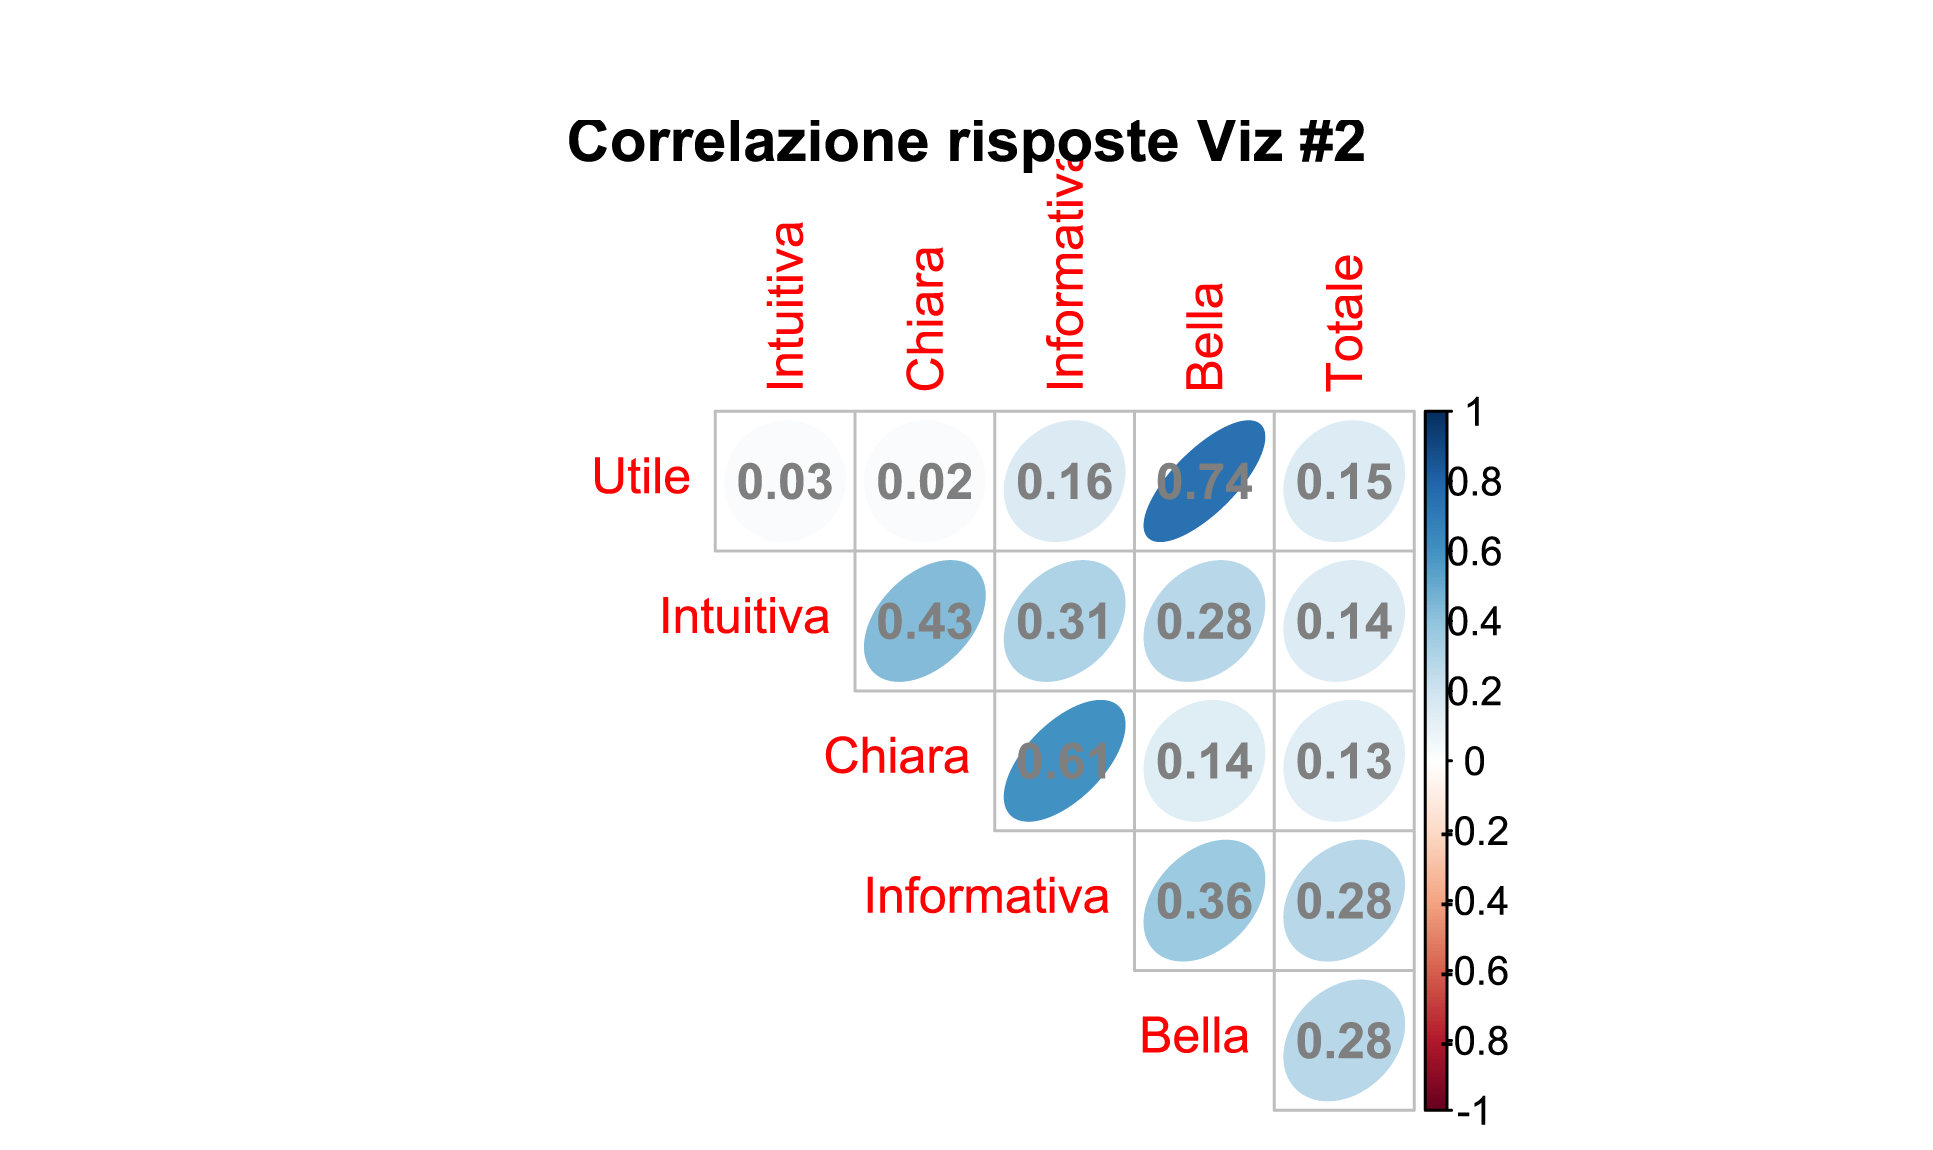 Correlazione risposte Viz #2
Intuitiva
Chiara
Informativa
Bella
Totale
Utile 0.03 0.02 0.16 0.74 0.15
Intuitiva 0.43 0.31 0.28 0.14
Chiara 0.61 0.14 0.13
Informativa 0.36 0.28
Bella 0.28
1
0.8
0.6
0.4
0.2
0
-0.2
-0.4
-0.6
-0.8
-1